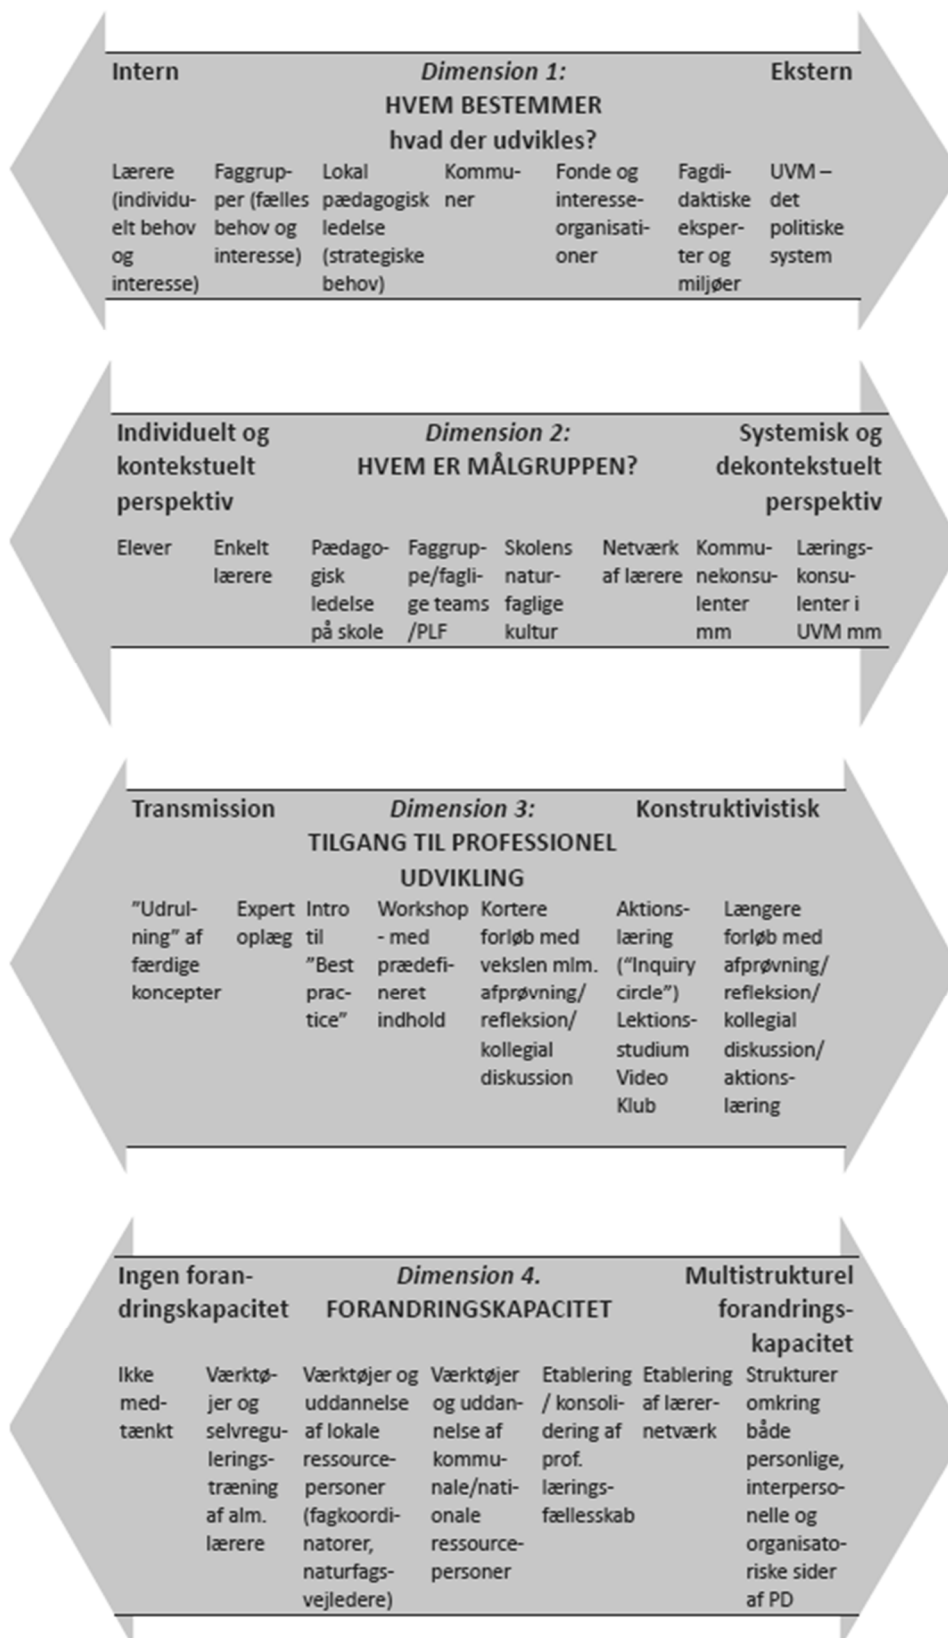 Intern
Dimension 1:
Ekstern
HVEM BESTEMMER
hvad der udvikles?
Lærere
(individu-
elt behov
og
interesse)
Faggrup-
per (fælles
behov og
interesse)
Lokal
pædagogisk
ledelse
(strategiske
behov)
Kommu-
ner
Fonde og
interesse-
organisati-
oner
Fagdi-
daktiske
eksper-
ter og
miljøer
UVM –
det
politiske
system
Individuelt og
kontekstuelt
perspektiv
Dimension 2:
HVEM ER MÅLGRUPPEN?
Systemisk og
dekontekstuelt
perspektiv
Elever
Enkelt
lærere
Pædago-
gisk
ledelse
på skole
Faggrup-
pe/fagli-
ge teams
/PLF
Skolens
natur-
faglige
kultur
Netværk
af lærere
Kommu-
nekonsu-
lenter
mm
Lærings-
konsu-
lenter i
UVM mm
Transmission
Dimension 3:
TILGANG TIL PROFESSIONEL
UDVIKLING
Konstruktivistisk
”Udrul-
ning” af
færdige
koncepter
Expert
oplæg
Intro
til
”Best
prac-
tice”
Workshop
- med
prædefi-
neret
indhold
Kortere
forløb med
vekslen mlm.
afprøvning/
refleksion/
kollegial
diskussion
Aktions-
læring
(“Inquiry
circle”)
Lektions-
studium
Video
Klub
Længere
forløb med
afprøvning/
refleksion/
kollegial
diskussion/
aktions-
læring
Ingen foran-
dringskapacitet
Dimension 4.
FORANDRINGSKAPACITET
Multistrukturel
forandrings-
kapacitet
Ikke
med-
tænkt
Værktø-
jer og
selvregu-
lerings-
træning
af alm.
lærere
Værktøjer og
uddannelse
af lokale
ressource-
personer
(fagkoordi-
natorer,
naturfags-
vejledere)
Værktøjer
og uddan-
nelse af
kommu-
nale/nati-
onale
ressource-
personer
Etablering
/ konsoli-
dering af
prof.
lærings-
fællesskab
Etablering
af lærer-
netværk
Strukturer
omkring
både
personlige,
interperso-
nelle og
organisato-
riske sider
af PD